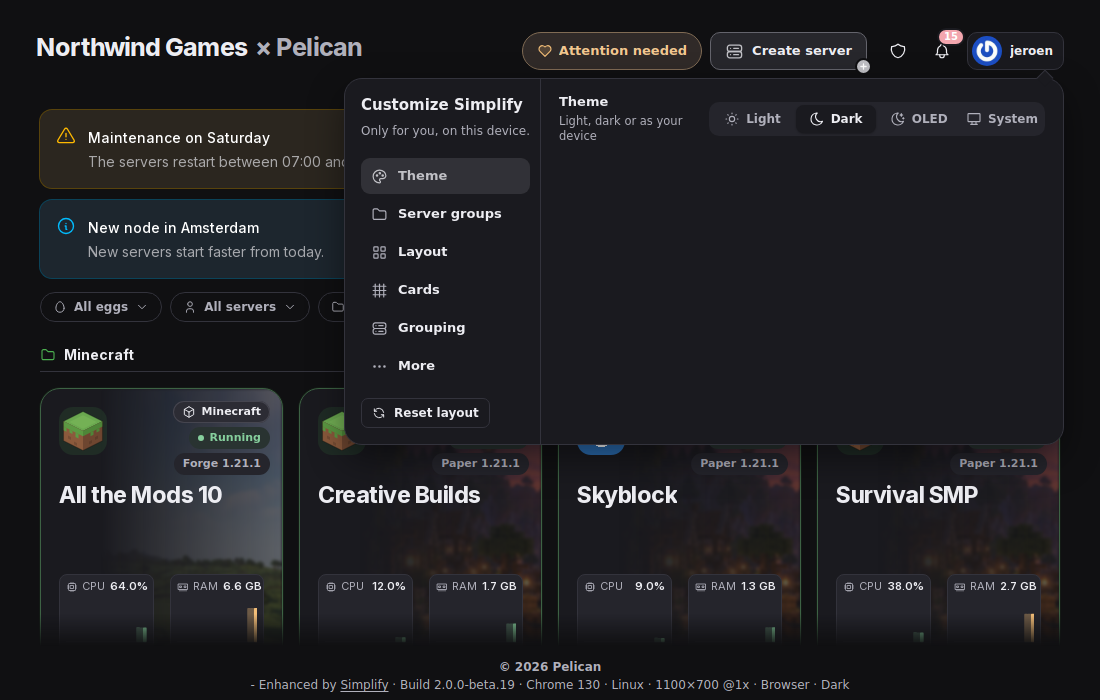 Northwind Games × Pelican
Attention needed
Create server
15
jeroen
Customize Simplify
Only for you, on this device.
Theme
Server groups
Layout
Cards
Grouping
More
Reset layout
Theme
Light, dark or as your
device
Light
Dark
OLED
System
Maintenance on Saturday
The servers restart between 07:00 and
New node in Amsterdam
New servers start faster from today.
All eggs
All servers
Minecraft
Minecraft
Running
Forge 1.21.1
All the Mods 10
CPU 64.0%
RAM 6.6 GB
Paper 1.21.1
Creative Builds
CPU 12.0%
RAM 1.7 GB
Paper 1.21.1
Skyblock
CPU 9.0%
RAM 1.3 GB
Paper 1.21.1
Survival SMP
CPU 38.0%
RAM 2.7 GB
© 2026 Pelican
- Enhanced by Simplify · Build 2.0.0-beta.19 · Chrome 130 · Linux · 1100×700 @1x · Browser · Dark